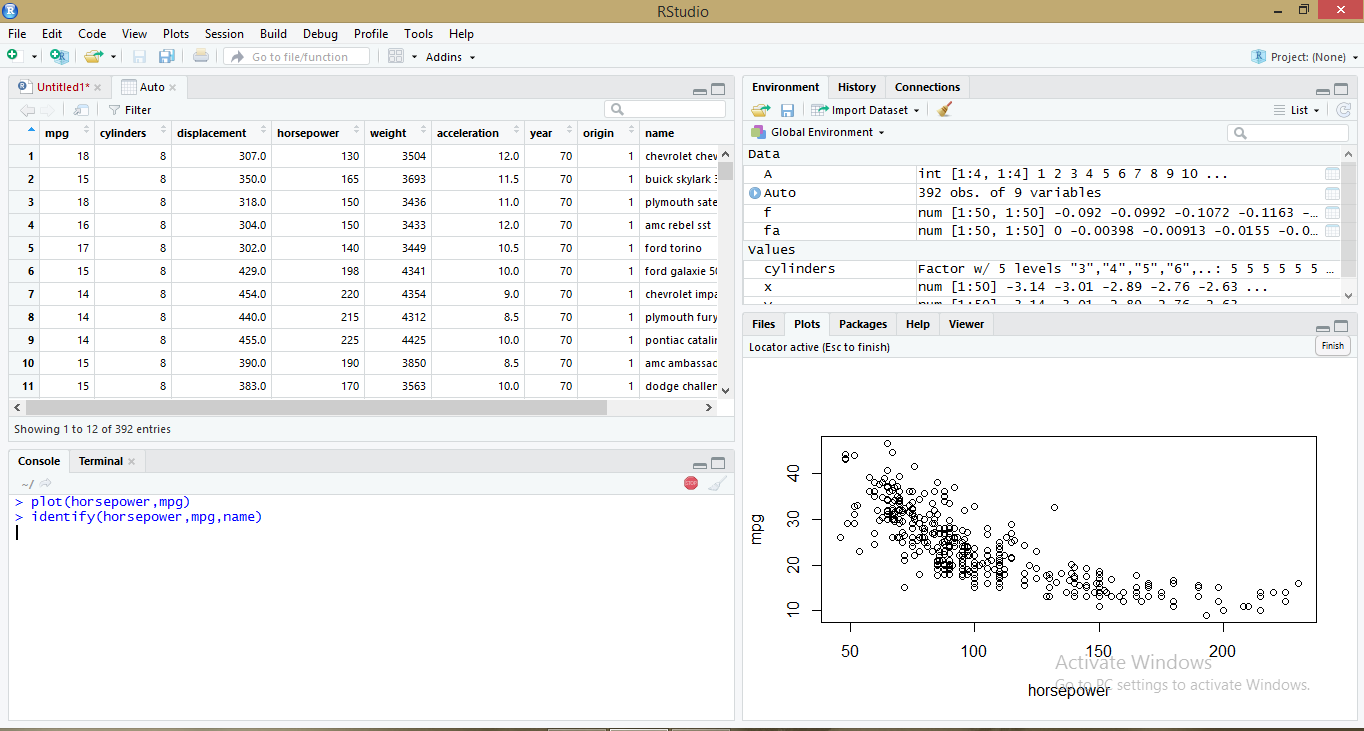 RStudio
File Edit Code View Plots Session Build Debug Profile Tools Help
Go to file/function Addins Project: (None)
Untitled1* Auto
Filter
mpg cylinders displacement horsepower weight acceleration year origin name
1 18 8 307.0 130 3504 12.0 70 1 chevrolet chev
2 15 8 350.0 165 3693 11.5 70 1 buick skylark 3
3 18 8 318.0 150 3436 11.0 70 1 plymouth sate
4 16 8 304.0 150 3433 12.0 70 1 amc rebel sst
5 17 8 302.0 140 3449 10.5 70 1 ford torino
6 15 8 429.0 198 4341 10.0 70 1 ford galaxie 50
7 14 8 454.0 220 4354 9.0 70 1 chevrolet impa
8 14 8 440.0 215 4312 8.5 70 1 plymouth fury
9 14 8 455.0 225 4425 10.0 70 1 pontiac catalin
10 15 8 390.0 190 3850 8.5 70 1 amc ambassad
11 15 8 383.0 170 3563 10.0 70 1 dodge challen
Showing 1 to 12 of 392 entries
Console Terminal
~/
STOP
> plot(horsepower,mpg)
> identify(horsepower,mpg,name)
Environment History Connections
Import Dataset List
Global Environment
Data
A int [1:4, 1:4] 1 2 3 4 5 6 7 8 9 10 ...
Auto 392 obs. of 9 variables
f num [1:50, 1:50] -0.092 -0.0992 -0.1072 -0.1163 -...
fa num [1:50, 1:50] 0 -0.00398 -0.00913 -0.0155 -0.0...
Values
cylinders Factor w/ 5 levels "3","4","5","6",..: 5 5 5 5 5 5 ...
x num [1:50] -3.14 -3.01 -2.89 -2.76 -2.63 ...
Files Plots Packages Help Viewer
Locator active (Esc to finish) Finish
mpg
40
30
20
10
50 100 150 200
horsepower
Activate Windows
Go to PC settings to activate Windows.